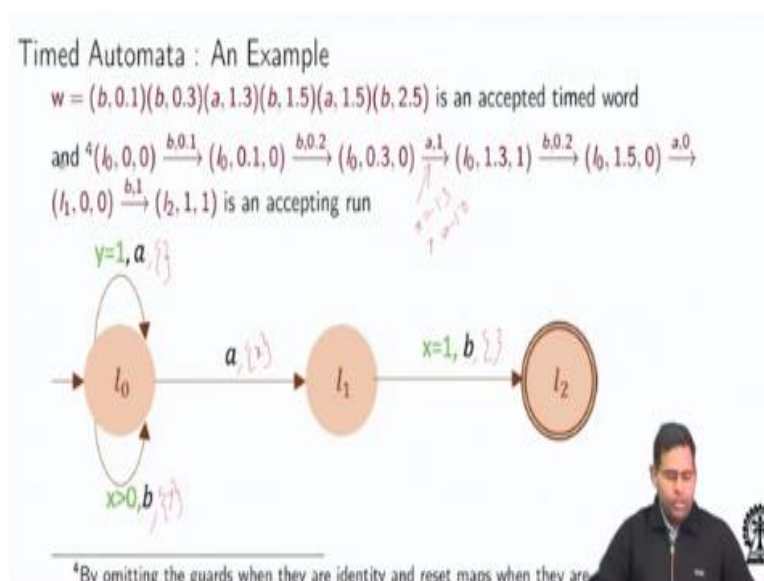 Timed Automata : An Example
w = (b, 0.1)(b, 0.3)(a, 1.3)(b, 1.5)(a, 1.5)(b, 2.5) is an accepted timed word
and ⁴(l₀, 0, 0) —b,0.1→ (l₀, 0.1, 0) —b,0.2→ (l₀, 0.3, 0) —a,1→ (l₀, 1.3, 1) —b,0.2→ (l₀, 1.5, 0) —a,0→
(l₁, 0, 0) —b,1→ (l₂, 1, 1) is an accepting run
y=1, a, {}
a, {x}
x=1, b, {}
l₀
l₁
l₂
x>0, b, {y}
⁴By omitting the guards when they are identity and reset maps when they are